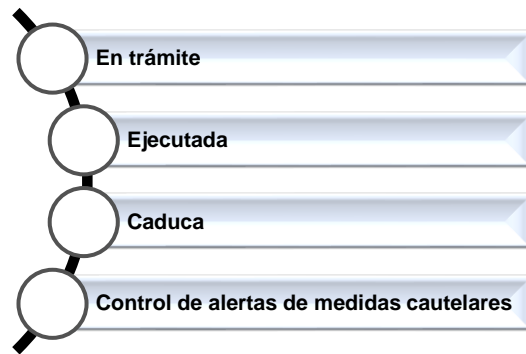 En trámite
Ejecutada
Caduca
Control de alertas de medidas cautelares